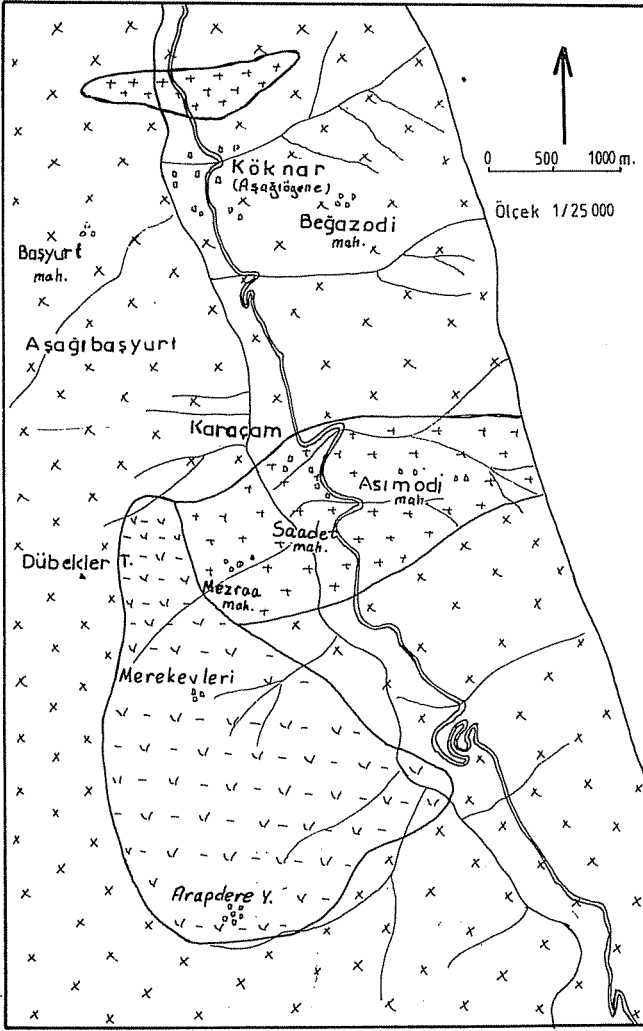 0 500 1000 m.
Ölçek 1/25 000
Köknar
(Aşağıögene)
Beğazodi
mah.
Başyurt
mah.
Aşağıbaşyurt
Karaçam
Asımodi
mah.
Saadet
mah.
Dübekler T.
Mezraa
mah.
Merekevleri
Arapdere Y.